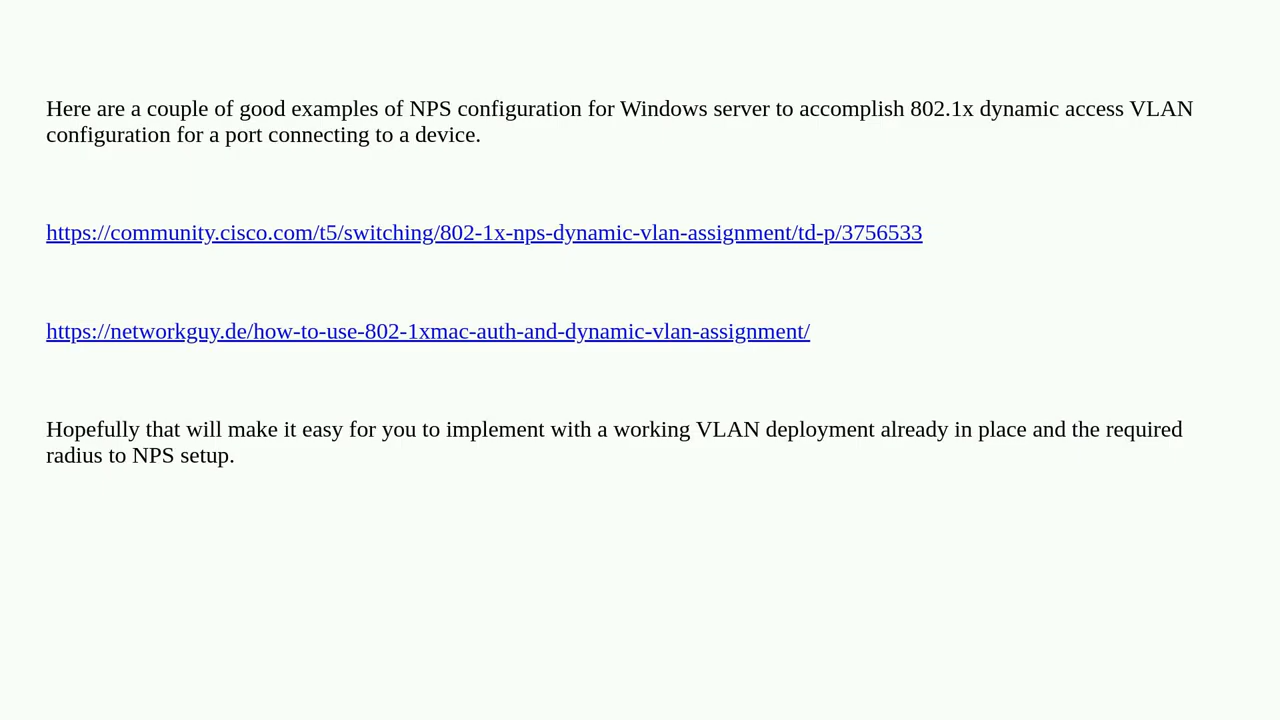 Here are a couple of good examples of NPS configuration for Windows server to accomplish 802.1x dynamic access VLAN
configuration for a port connecting to a device.
https://community.cisco.com/t5/switching/802-1x-nps-dynamic-vlan-assignment/td-p/3756533
https://networkguy.de/how-to-use-802-1xmac-auth-and-dynamic-vlan-assignment/
Hopefully that will make it easy for you to implement with a working VLAN deployment already in place and the required
radius to NPS setup.